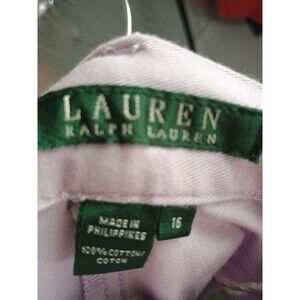 LAUREN
RALPH LAUREN
MADE IN
PHILIPPINES
100% COTTON/
COTON
16